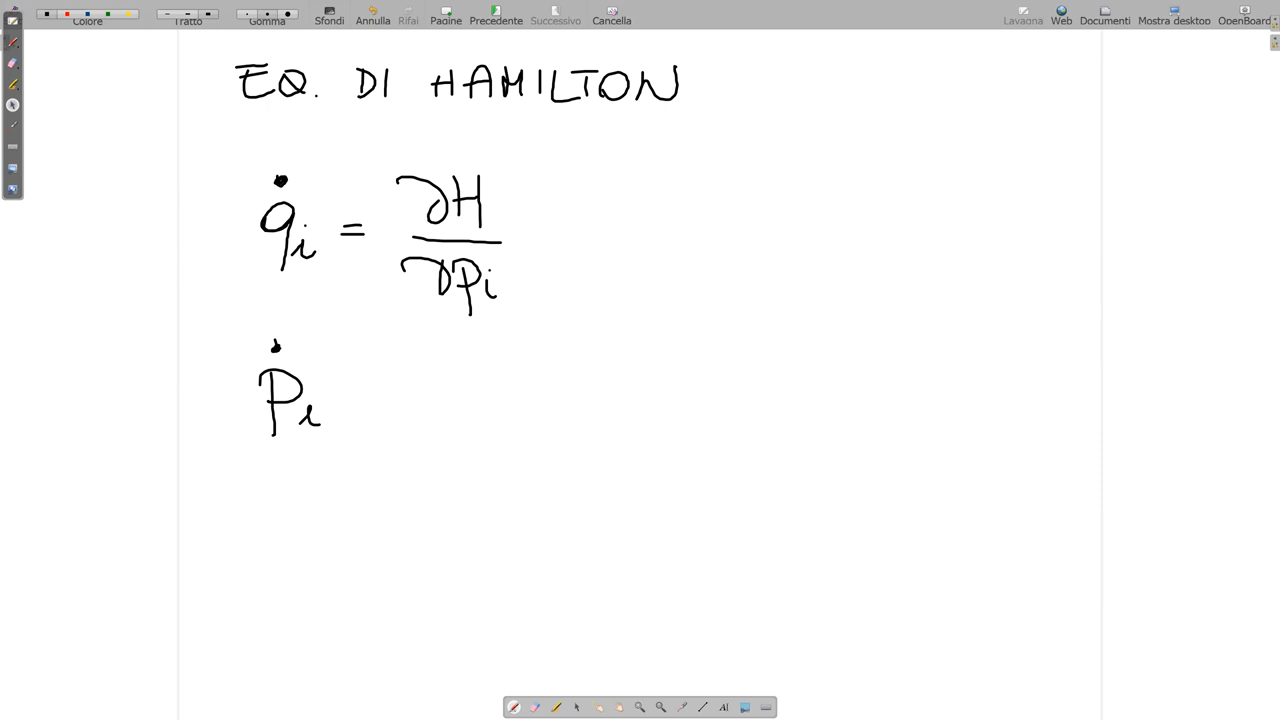 Colore Tratto Gomma Sfondi Annulla Rifai Pagine Precedente Successivo Cancella Lavagna Web Documenti Mostra desktop OpenBoard
EQ. DI HAMILTON
q̇ᵢ = ∂H/∂pᵢ
ṗᵢ